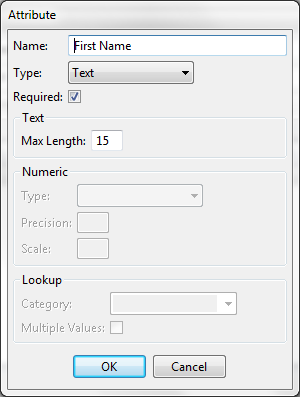 Attribute
Name: First Name
Type: Text
Required:
Text
Max Length: 15
Numeric
Type:
Precision:
Scale:
Lookup
Category:
Multiple Values:
OK Cancel